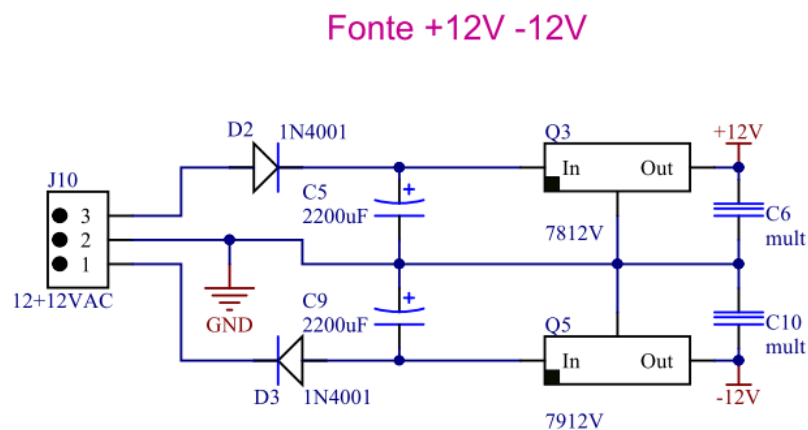 Fonte +12V -12V
D2
1N4001
Q3
+12V
In
Out
J10
3
2
1
C5
2200uF
+
7812V
C6
mult
12+12VAC
GND
C9
2200uF
+
Q5
C10
mult
In
Out
D3
1N4001
-12V
7912V